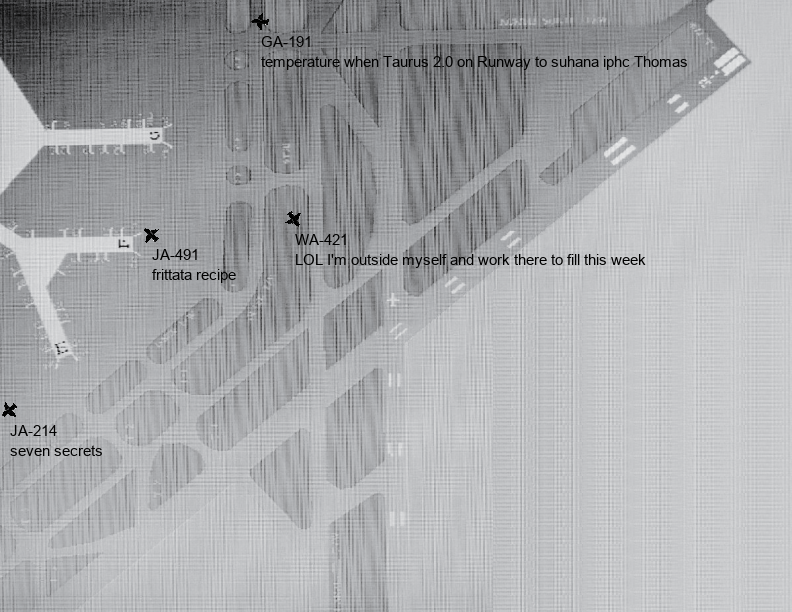 GA-191
temperature when Taurus 2.0 on Runway to suhana iphc Thomas
JA-491
frittata recipe
WA-421
LOL I'm outside myself and work there to fill this week
JA-214
seven secrets